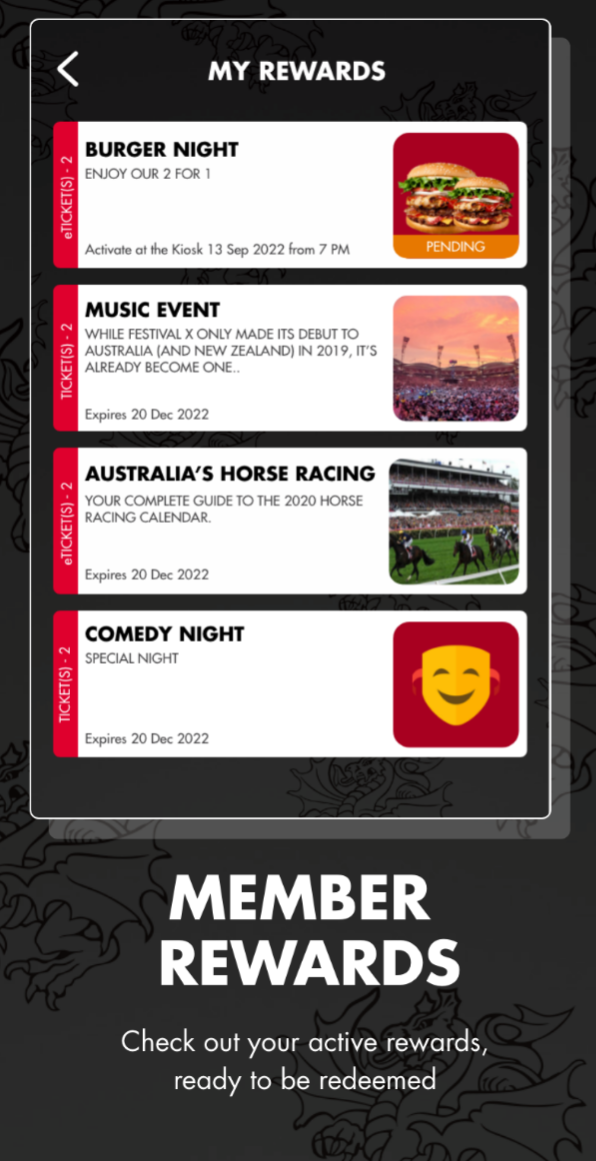 MY REWARDS
eTICKET(S) - 2
BURGER NIGHT
ENJOY OUR 2 FOR 1
Activate at the Kiosk 13 Sep 2022 from 7 PM
PENDING
TICKET(S) - 2
MUSIC EVENT
WHILE FESTIVAL X ONLY MADE ITS DEBUT TO
AUSTRALIA (AND NEW ZEALAND) IN 2019, IT'S
ALREADY BECOME ONE..
Expires 20 Dec 2022
eTICKET(S) - 2
AUSTRALIA'S HORSE RACING
YOUR COMPLETE GUIDE TO THE 2020 HORSE
RACING CALENDAR.
Expires 20 Dec 2022
TICKET(S) - 2
COMEDY NIGHT
SPECIAL NIGHT
Expires 20 Dec 2022
MEMBER
REWARDS
Check out your active rewards,
ready to be redeemed